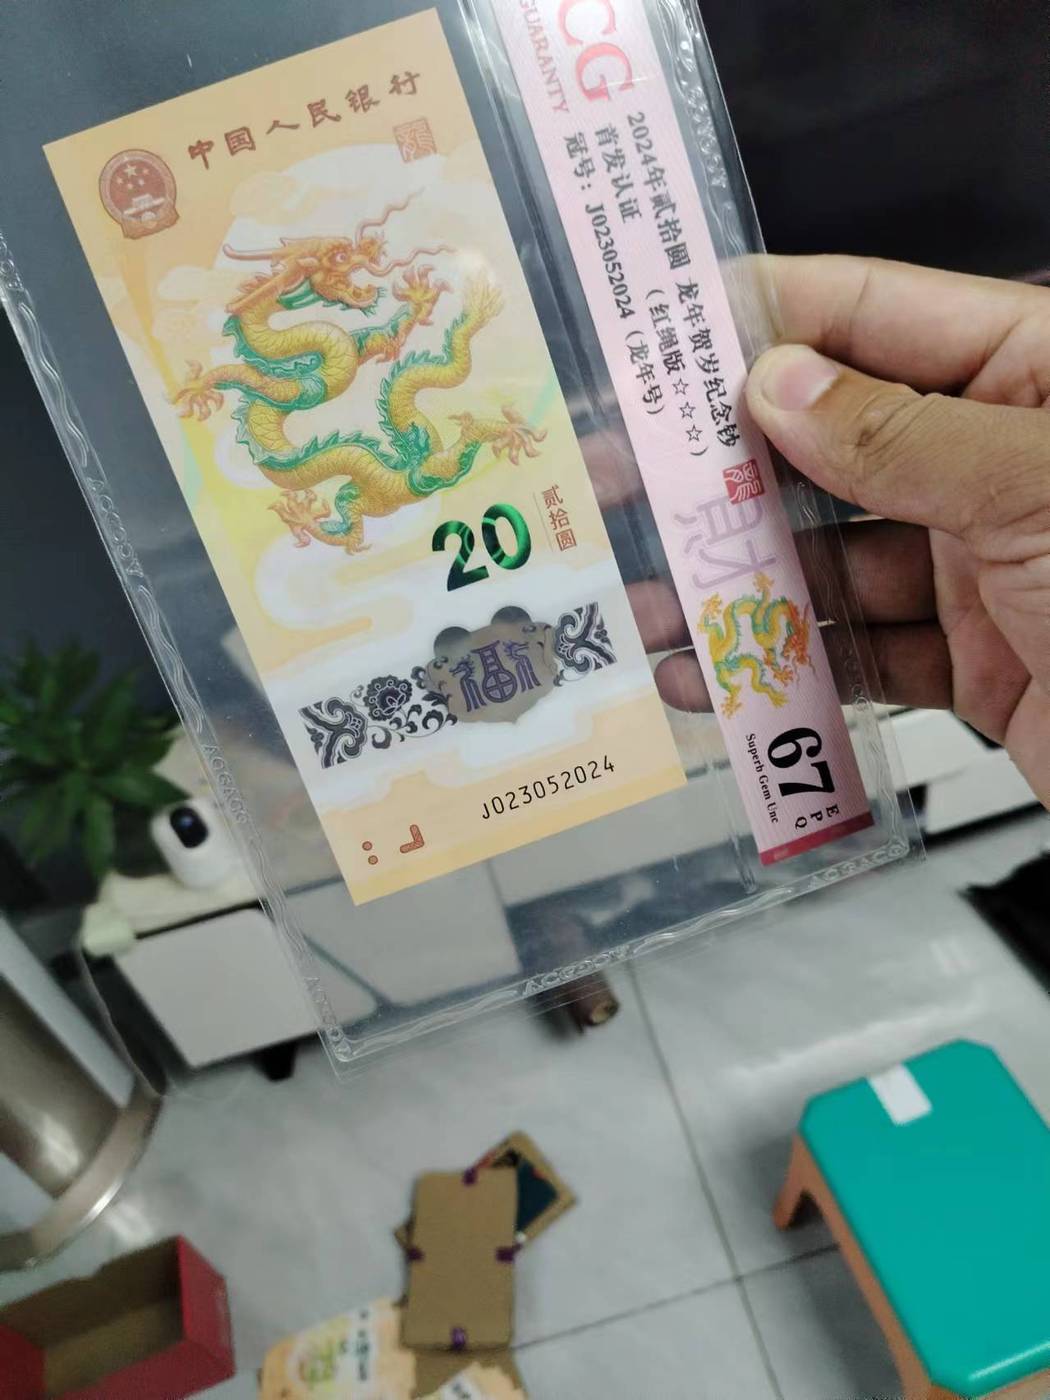 中国人民银行
20
贰拾圆
福
J023052024
CG
GUARANTY
2024年贰拾圆 龙年贺岁纪念钞
首发认证 （红绳版☆☆☆）
冠号：J023052024（龙年号）
财
67
EPQ
Superb Gem Unc